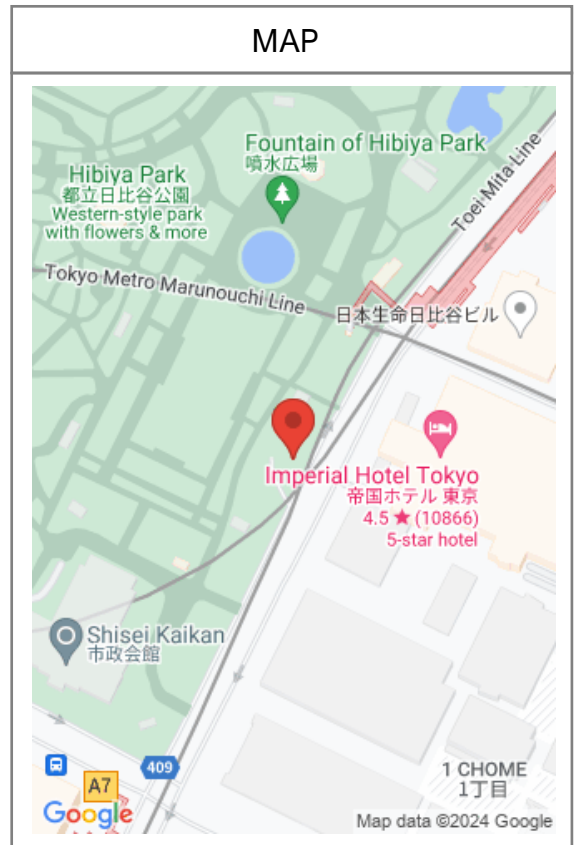 MAP
Fountain of Hibiya Park
噴水広場
Hibiya Park
都立日比谷公園
Western-style park
with flowers & more
Toei Mita Line
Tokyo Metro Marunouchi Line
日本生命日比谷ビル
Imperial Hotel Tokyo
帝国ホテル 東京
4.5★(10866)
5-star hotel
Shisei Kaikan
市政会館
409
A7
1 CHOME
1丁目
Google
Map data ©2024 Google